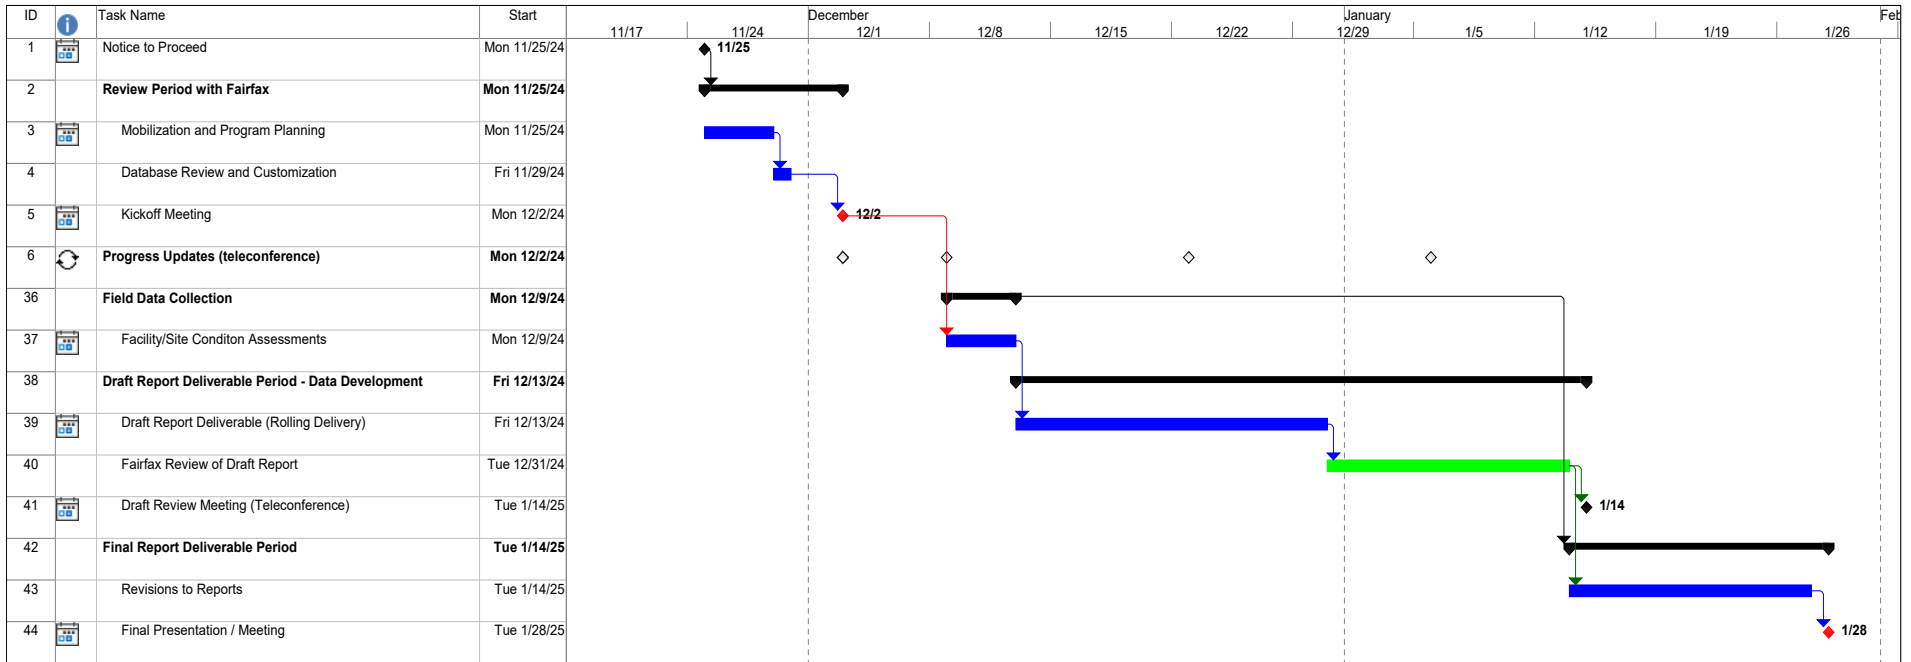 ID Task Name Start December January Feb
11/17 11/24 12/1 12/8 12/15 12/22 12/29 1/5 1/12 1/19 1/26
1 Notice to Proceed Mon 11/25/24 11/25
2 Review Period with Fairfax Mon 11/25/24
3 Mobilization and Program Planning Mon 11/25/24
4 Database Review and Customization Fri 11/29/24
5 Kickoff Meeting Mon 12/2/24 12/2
6 Progress Updates (teleconference) Mon 12/2/24
36 Field Data Collection Mon 12/9/24
37 Facility/Site Conditon Assessments Mon 12/9/24
38 Draft Report Deliverable Period - Data Development Fri 12/13/24
39 Draft Report Deliverable (Rolling Delivery) Fri 12/13/24
40 Fairfax Review of Draft Report Tue 12/31/24
41 Draft Review Meeting (Teleconference) Tue 1/14/25 1/14
42 Final Report Deliverable Period Tue 1/14/25
43 Revisions to Reports Tue 1/14/25
44 Final Presentation / Meeting Tue 1/28/25 1/28